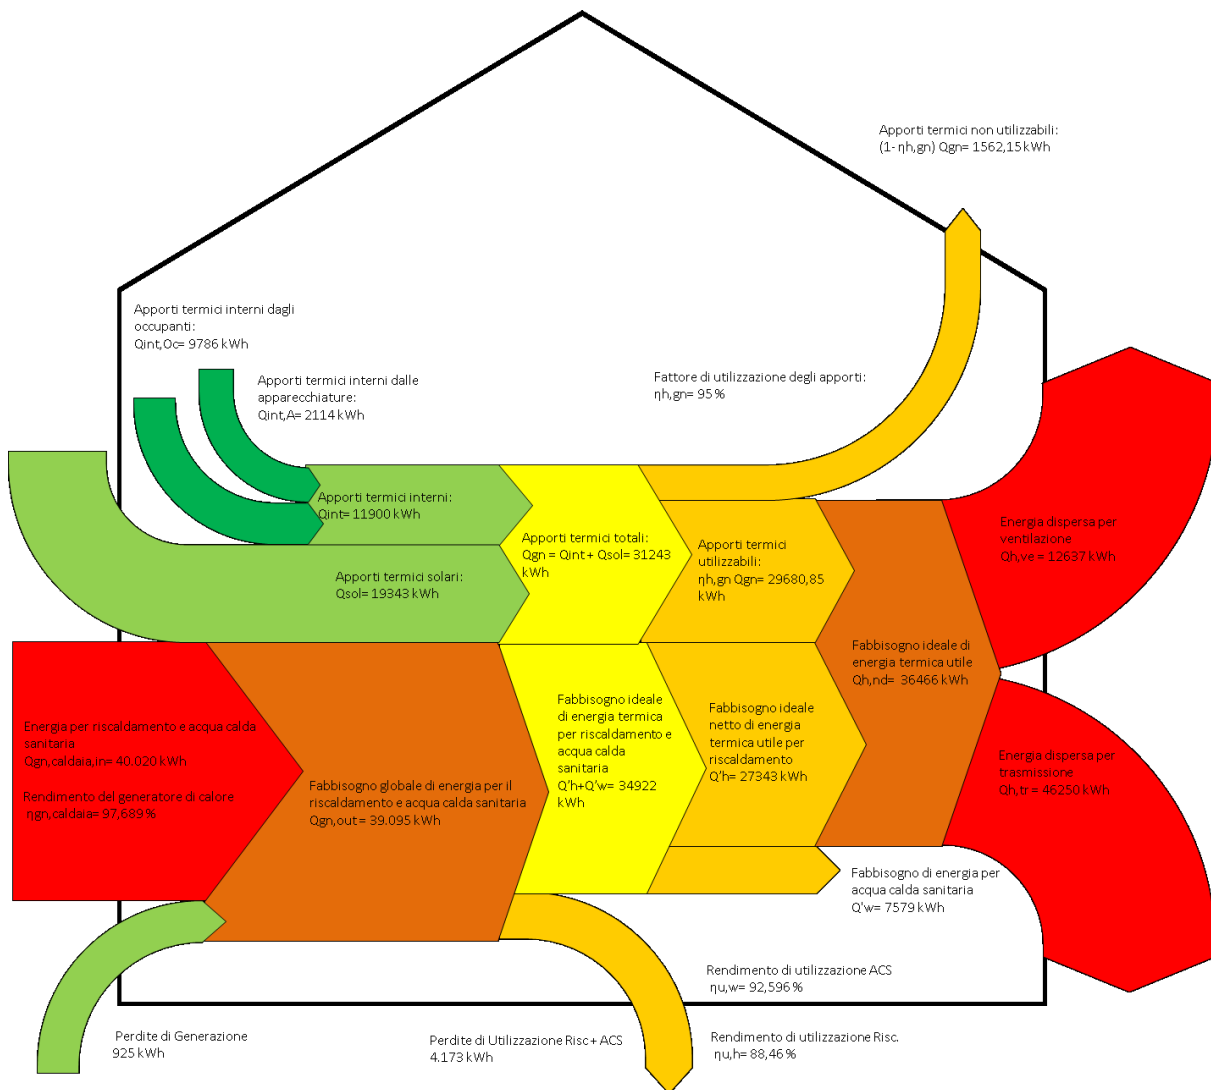 Apporti termici non utilizzabili:
(1- ηh,gn) Qgn= 1562,15 kWh
Apporti termici interni dagli
occupanti:
Qint,Oc= 9786 kWh
Apporti termici interni dalle
apparecchiature:
Qint,A= 2114 kWh
Fattore di utilizzazione degli apporti:
ηh,gn= 95 %
Apporti termici interni:
Qint= 11900 kWh
Apporti termici totali:
Qgn = Qint + Qsol= 31243
kWh
Apporti termici
utilizzabili:
ηh,gn Qgn= 29680,85
kWh
Energia dispersa per
ventilazione
Qh,ve = 12637 kWh
Apporti termici solari:
Qsol= 19343 kWh
Fabbisogno ideale di
energia termica utile
Qh,nd= 36466 kWh
Energia per riscaldamento e acqua calda
sanitaria
Qgn,caldaia,in= 40.020 kWh
Rendimento del generatore di calore
ηgn,caldaia= 97,689%
Fabbisogno globale di energia per il
riscaldamento e acqua calda sanitaria
Qgn,out= 39.095 kWh
Fabbisogno ideale
di energia termica
per riscaldamento e
acqua calda
sanitaria
Q'h+Q'w= 34922
kWh
Fabbisogno ideale
netto di energia
termica utile per
riscaldamento
Q'h= 27343 kWh
Energia dispersa per
trasmissione
Qh,tr= 46250 kWh
Fabbisogno di energia per
acqua calda sanitaria
Q'w= 7579 kWh
Rendimento di utilizzazione ACS
ηu,w= 92,596 %
Perdite di Generazione
925 kWh
Perdite di Utilizzazione Risc + ACS
4.173 kWh
Rendimento di utilizzazione Risc.
ηu,h= 88,46 %